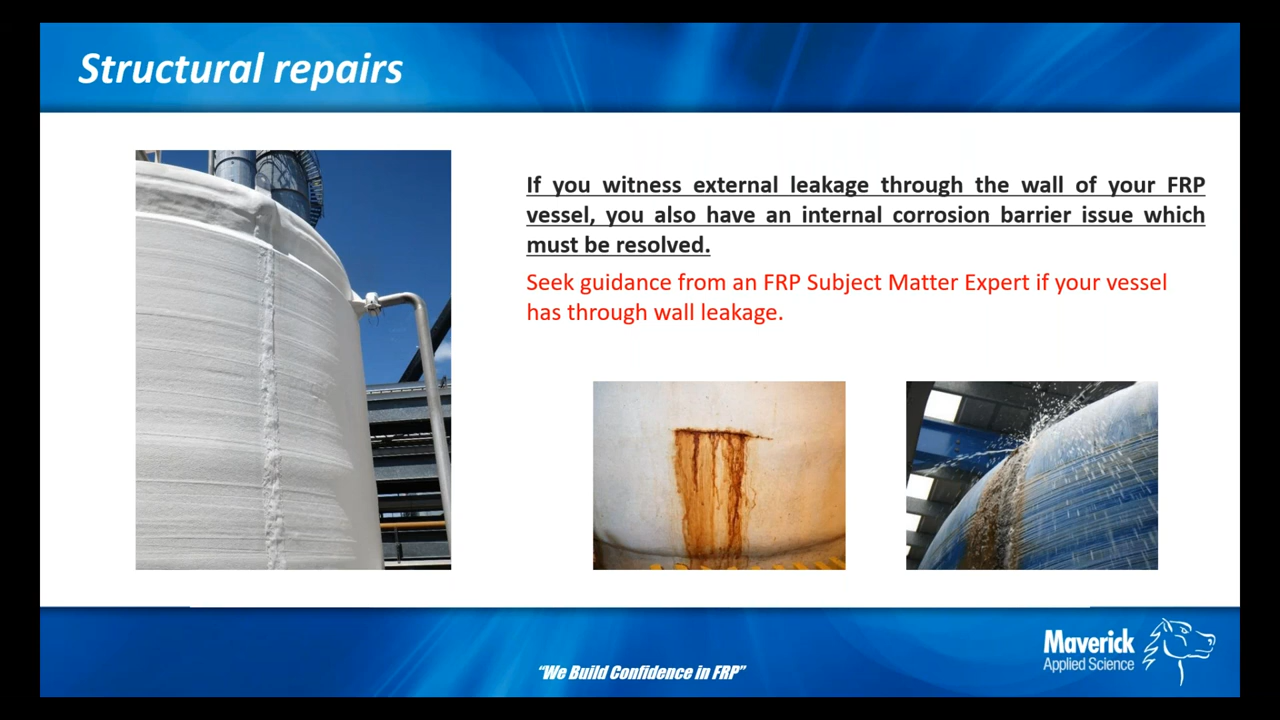 Structural repairs
If you witness external leakage through the wall of your FRP
vessel, you also have an internal corrosion barrier issue which
must be resolved.
Seek guidance from an FRP Subject Matter Expert if your vessel
has through wall leakage.
"We Build Confidence in FRP"
Maverick
Applied Science